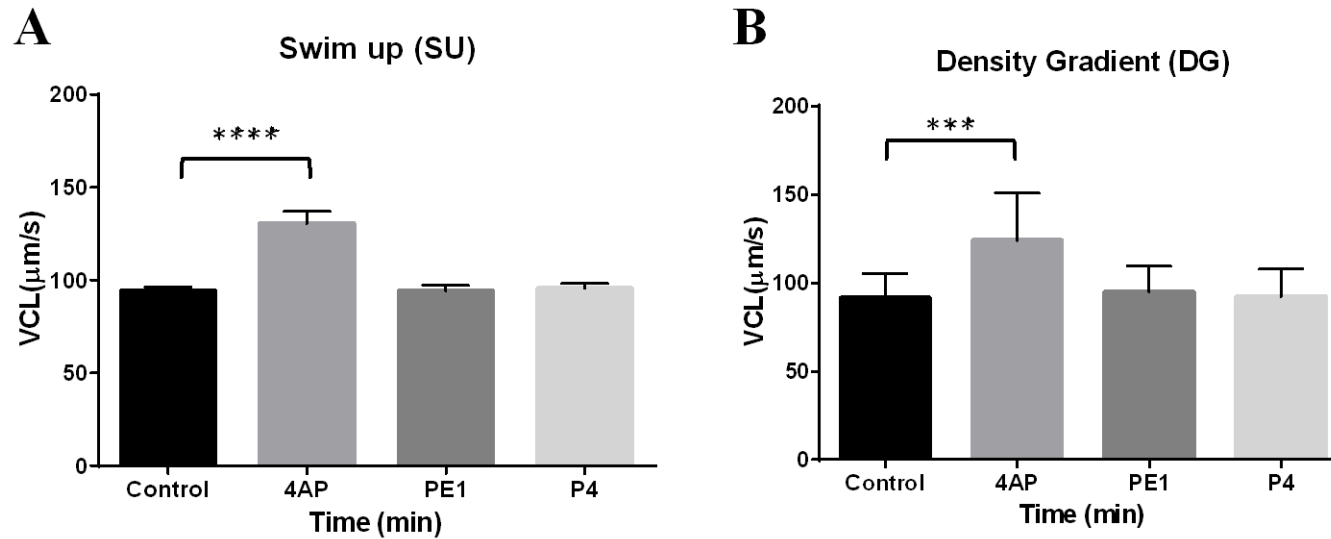 A
Swim up (SU)
200
150
100
50
0
VCL(μm/s)
****
Control 4AP PE1 P4
Time (min)
B
Density Gradient (DG)
200
150
100
50
0
VCL(μm/s)
***
Control 4AP PE1 P4
Time (min)